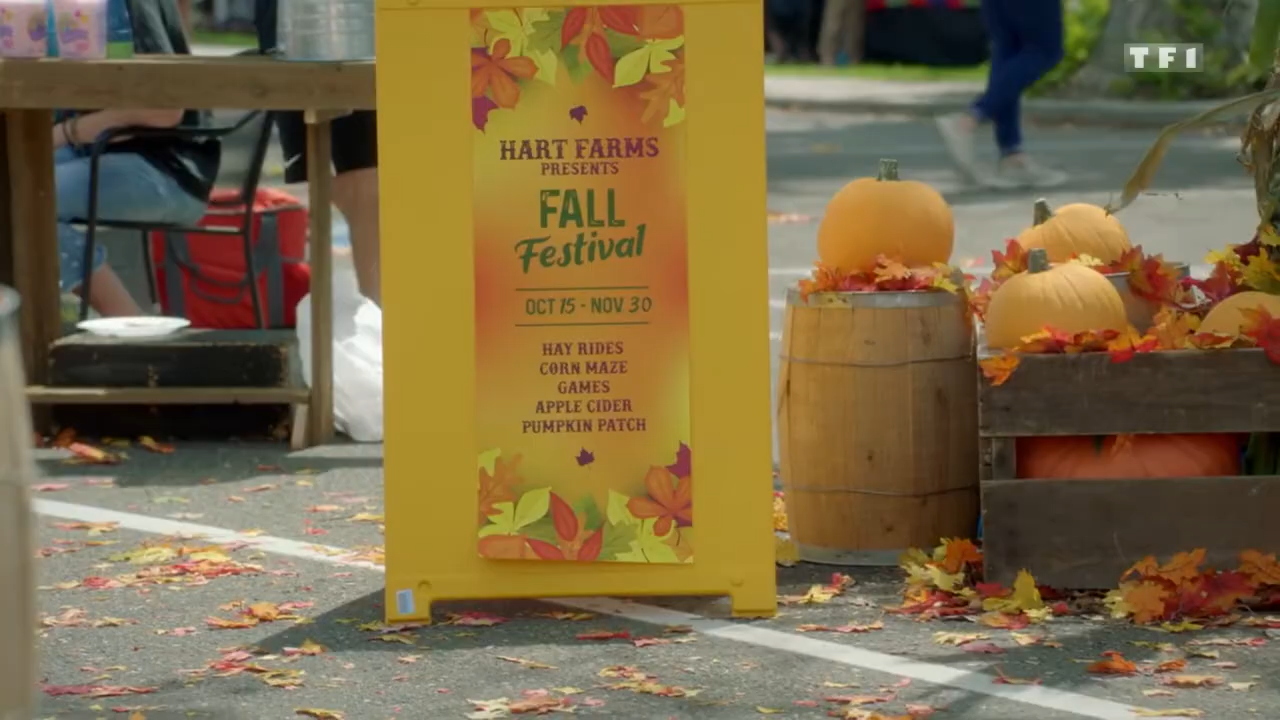 TF1
HART FARMS
PRESENTS
FALL
Festival
OCT 15 - NOV 30
HAY RIDES
CORN MAZE
GAMES
APPLE CIDER
PUMPKIN PATCH